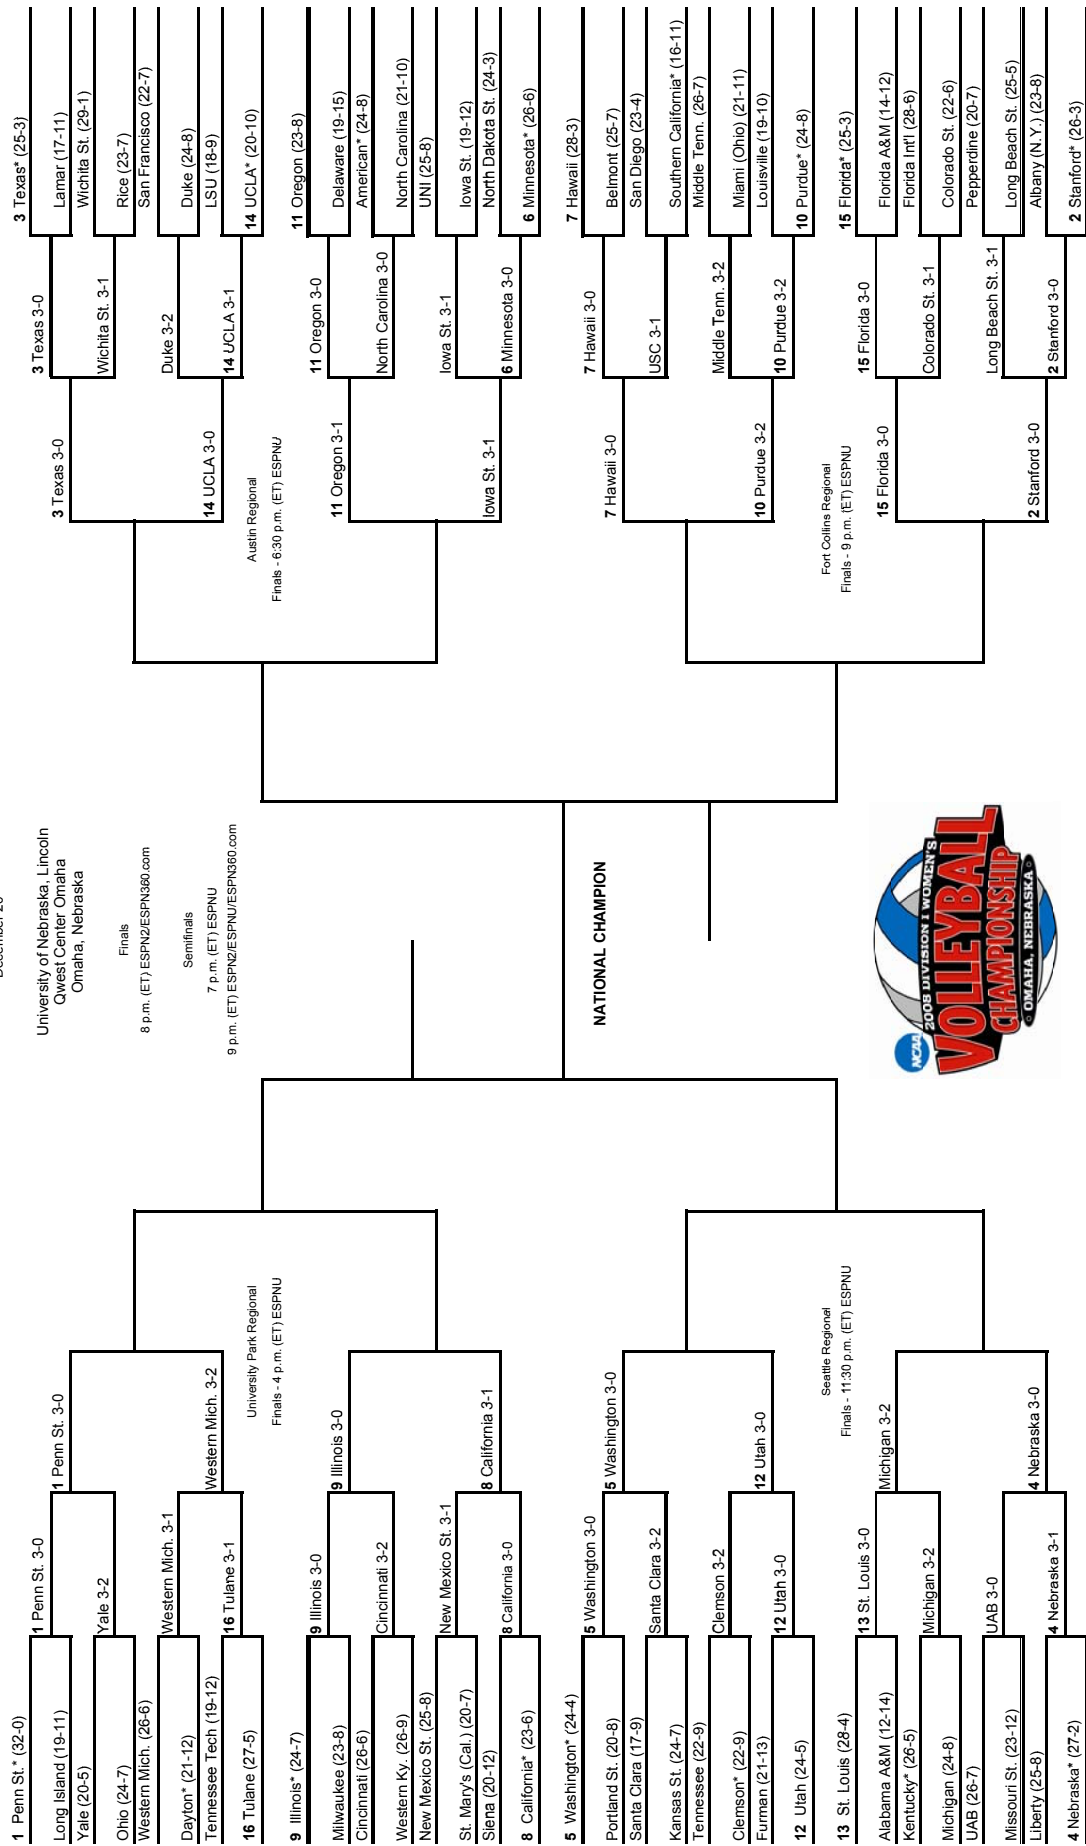 1 Penn St.* (32-0)
Long Island (19-11)
Yale (20-5)
Ohio (24-7)
Western Mich. (26-6)
Dayton* (21-12)
Tennessee Tech (19-12)
16 Tulane (27-5)
9 Illinois* (24-7)
Milwaukee (23-8)
Cincinnati (26-6)
Western Ky. (26-9)
New Mexico St. (25-8)
St. Mary's (Cal.) (20-7)
Siena (20-12)
8 California* (23-6)
5 Washington* (24-4)
Portland St. (20-8)
Santa Clara (17-9)
Kansas St. (24-7)
Tennessee (22-9)
Clemson* (22-9)
Furman (21-13)
12 Utah (24-5)
13 St. Louis (28-4)
Alabama A&M (12-14)
Kentucky* (26-5)
Michigan (24-8)
UAB (26-7)
Missouri St. (23-12)
Liberty (25-8)
4 Nebraska* (27-2)
1 Penn St. 3-0
Yale 3-2
Western Mich. 3-1
16 Tulane 3-1
9 Illinois 3-0
Cincinnati 3-2
New Mexico St. 3-1
8 California 3-0
5 Washington 3-0
Santa Clara 3-2
Clemson 3-2
12 Utah 3-0
13 St. Louis 3-0
Michigan 3-2
UAB 3-0
4 Nebraska 3-1
1 Penn St. 3-0
Western Mich. 3-2
9 Illinois 3-0
8 California 3-1
5 Washington 3-0
12 Utah 3-0
Michigan 3-2
4 Nebraska 3-0
University Park Regional
Finals - 4 p.m. (ET) ESPNU
Seattle Regional
Finals - 11:30 p.m. (ET) ESPNU
University of Nebraska, Lincoln
Qwest Center Omaha
Omaha, Nebraska
Finals
8 p.m. (ET) ESPN2/ESPN360.com
Semifinals
7 p.m. (ET) ESPNU
9 p.m. (ET) ESPN2/ESPNU/ESPN360.com
NATIONAL CHAMPION
NCAA
2008 DIVISION I WOMEN'S
VOLLEYBALL
CHAMPIONSHIP
OMAHA, NEBRASKA
Austin Regional
Finals - 6:30 p.m. (ET) ESPNU
Fort Collins Regional
Finals - 9 p.m. (ET) ESPNU
3 Texas 3-0
14 UCLA 3-0
11 Oregon 3-1
Iowa St. 3-1
7 Hawaii 3-0
10 Purdue 3-2
15 Florida 3-0
2 Stanford 3-0
3 Texas 3-0
Wichita St. 3-1
Duke 3-2
14 UCLA 3-1
11 Oregon 3-0
North Carolina 3-0
Iowa St. 3-1
6 Minnesota 3-0
7 Hawaii 3-0
USC 3-1
Middle Tenn. 3-2
10 Purdue 3-2
15 Florida 3-0
Colorado St. 3-1
Long Beach St. 3-1
2 Stanford 3-0
3 Texas* (25-3)
Lamar (17-11)
Wichita St. (29-1)
Rice (23-7)
San Francisco (22-7)
Duke (24-8)
LSU (18-9)
14 UCLA* (20-10)
11 Oregon (23-8)
Delaware (19-15)
American* (24-8)
North Carolina (21-10)
UNI (25-8)
Iowa St. (19-12)
North Dakota St. (24-3)
6 Minnesota* (26-6)
7 Hawaii (28-3)
Belmont (25-7)
San Diego (23-4)
Southern California* (16-11)
Middle Tenn. (26-7)
Miami (Ohio) (21-11)
Louisville (19-10)
10 Purdue* (24-8)
15 Florida* (25-3)
Florida A&M (14-12)
Florida Int'l (28-6)
Colorado St. (22-6)
Pepperdine (20-7)
Long Beach St. (25-5)
Albany (N.Y.) (23-8)
2 Stanford* (26-3)